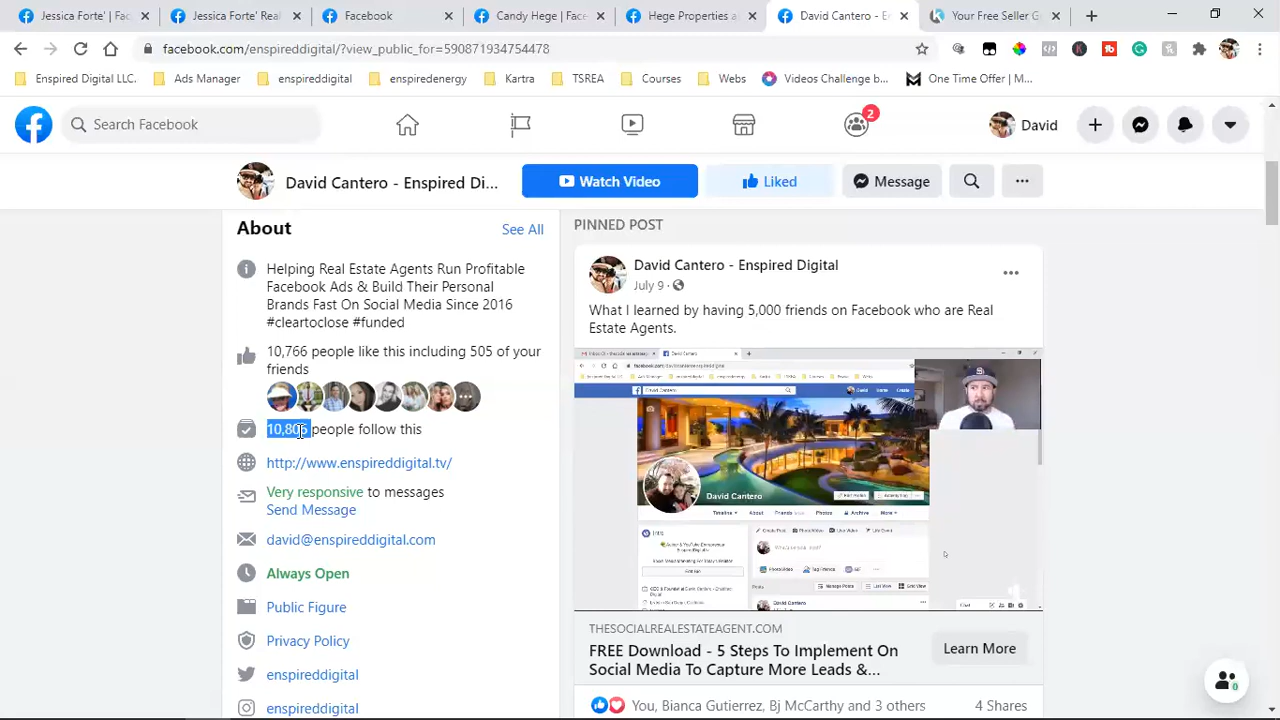 Jessica Forte' | Fac
Jessica Forte' Real
Facebook
Candy Hege | Face
Hege Properties a
David Cantero - E
Your Free Seller G
facebook.com/enspireddigital/?view_public_for=590871934754478
Enspired Digital LLC.
Ads Manager
enspireddigital
enspiredenergy
Kartra
TSREA
Courses
Webs
Videos Challenge b...
One Time Offer | M...
Search Facebook
2
David
David Cantero - Enspired Di...
Watch Video
Liked
Message
About
See All
Helping Real Estate Agents Run Profitable
Facebook Ads & Build Their Personal
Brands Fast On Social Media Since 2016
#cleartoclose #funded
10,766 people like this including 505 of your
friends
people follow this
http://www.enspireddigital.tv/
Very responsive to messages
Send Message
david@enspireddigital.com
Always Open
Public Figure
Privacy Policy
enspireddigital
enspireddigital
PINNED POST
David Cantero - Enspired Digital
July 9
What I learned by having 5,000 friends on Facebook who are Real
Estate Agents.
David Cantero
Timeline
About
Friends
Photos
Archive
More
THESOCIALREALESTATEAGENT.COM
FREE Download - 5 Steps To Implement On
Social Media To Capture More Leads &...
Learn More
You, Bianca Gutierrez, Bj McCarthy and 3 others
4 Shares
0